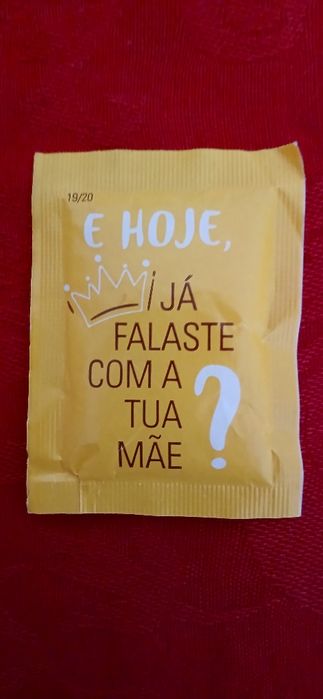 19/20
E HOJE,
JÁ
FALASTE
COM A
TUA
MÃE ?